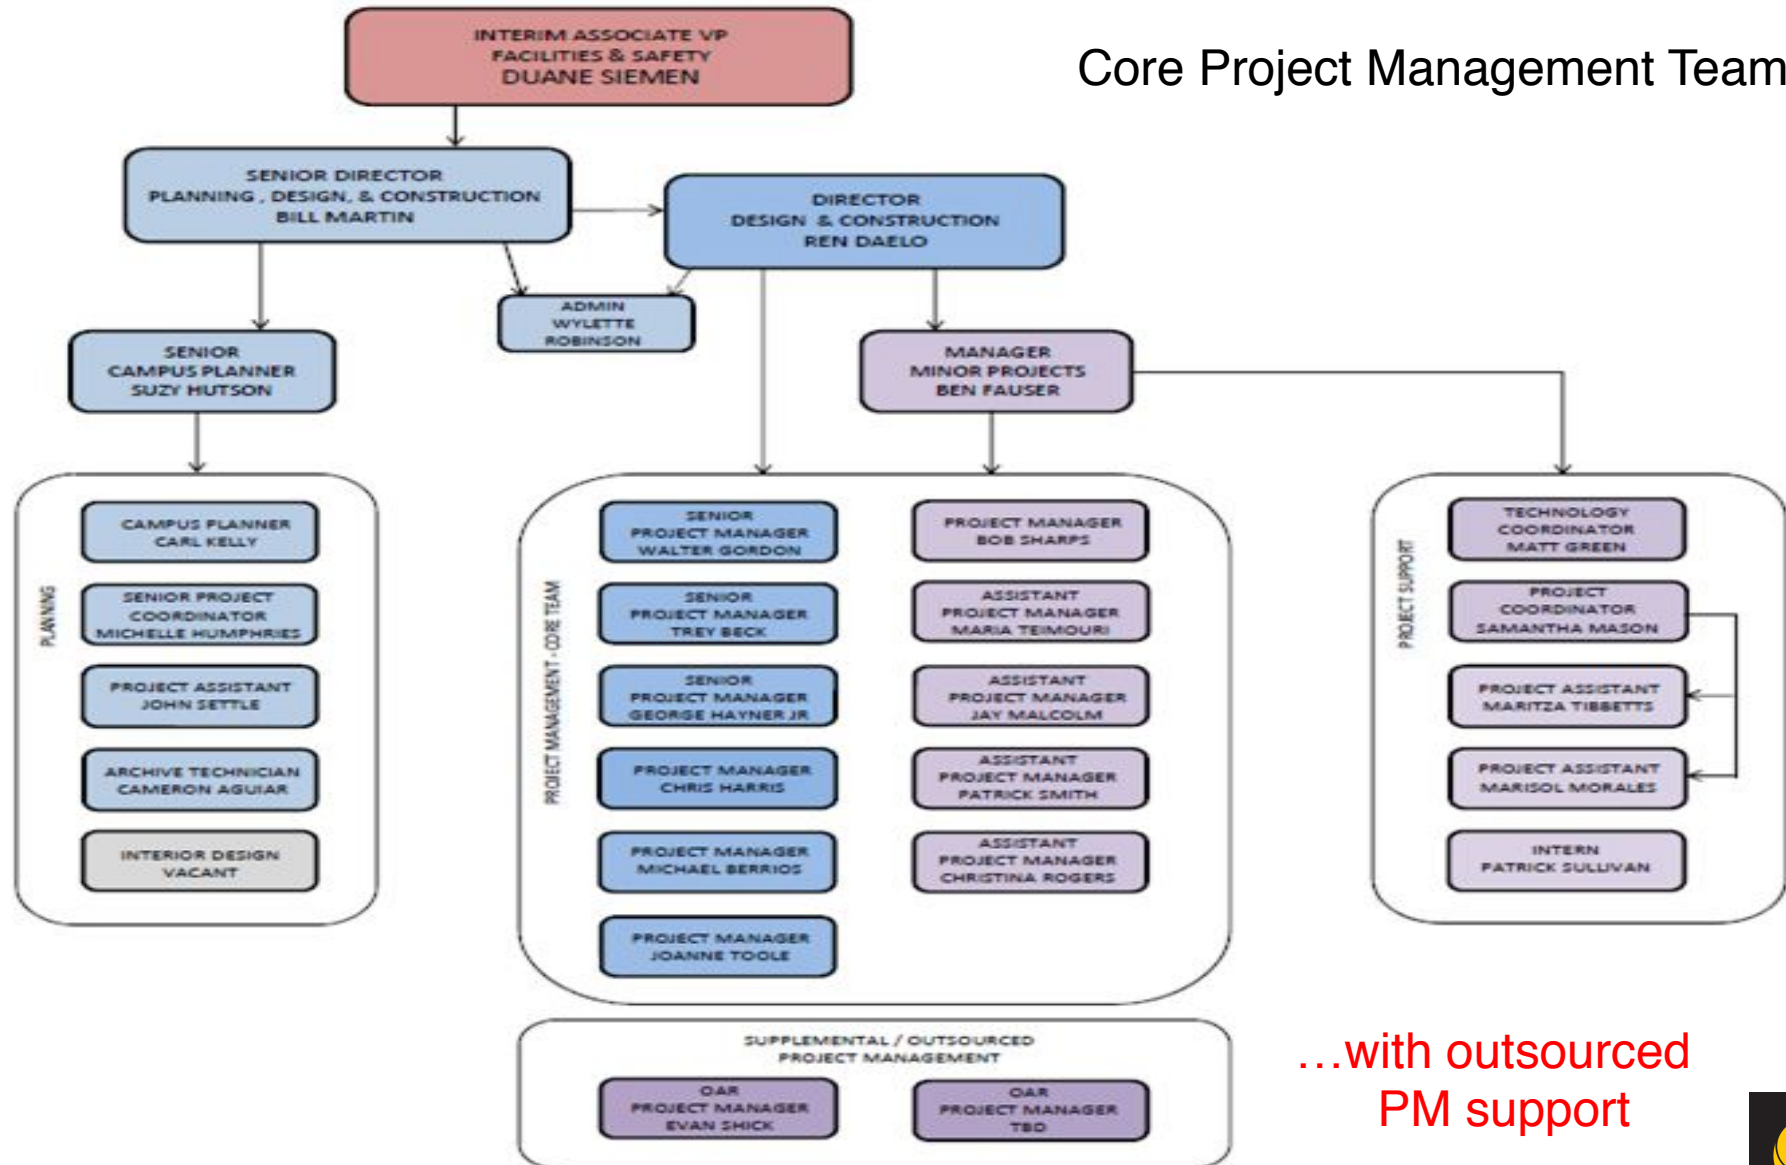 INTERIM ASSOCIATE VP
FACILITIES & SAFETY
DUANE SIEMEN
Core Project Management Team
SENIOR DIRECTOR
PLANNING , DESIGN, & CONSTRUCTION
BILL MARTIN
DIRECTOR
DESIGN & CONSTRUCTION
REN DAELO
ADMIN
WYLETTE
ROBINSON
SENIOR
CAMPUS PLANNER
SUZY HUTSON
MANAGER
MINOR PROJECTS
BEN FAUSER
PLANNING
CAMPUS PLANNER
CARL KELLY
SENIOR PROJECT
COORDINATOR
MICHELLE HUMPHRIES
PROJECT ASSISTANT
JOHN SETTLE
ARCHIVE TECHNICIAN
CAMERON AGUIAR
INTERIOR DESIGN
VACANT
PROJECT MANAGEMENT - CORE TEAM
SENIOR
PROJECT MANAGER
WALTER GORDON
SENIOR
PROJECT MANAGER
TREY BECK
SENIOR
PROJECT MANAGER
GEORGE HAYNER JR
PROJECT MANAGER
CHRIS HARRIS
PROJECT MANAGER
MICHAEL BERRIOS
PROJECT MANAGER
JOANNE TOOLE
PROJECT MANAGER
BOB SHARPS
ASSISTANT
PROJECT MANAGER
MARIA TEIMOURI
ASSISTANT
PROJECT MANAGER
JAY MALCOLM
ASSISTANT
PROJECT MANAGER
PATRICK SMITH
ASSISTANT
PROJECT MANAGER
CHRISTINA ROGERS
PROJECT SUPPORT
TECHNOLOGY
COORDINATOR
MATT GREEN
PROJECT
COORDINATOR
SAMANTHA MASON
PROJECT ASSISTANT
MARITZA TIBBETTS
PROJECT ASSISTANT
MARISOL MORALES
INTERN
PATRICK SULLIVAN
SUPPLEMENTAL / OUTSOURCED
PROJECT MANAGEMENT
OAR
PROJECT MANAGER
EVAN SHICK
OAR
PROJECT MANAGER
TBD
…with outsourced
PM support